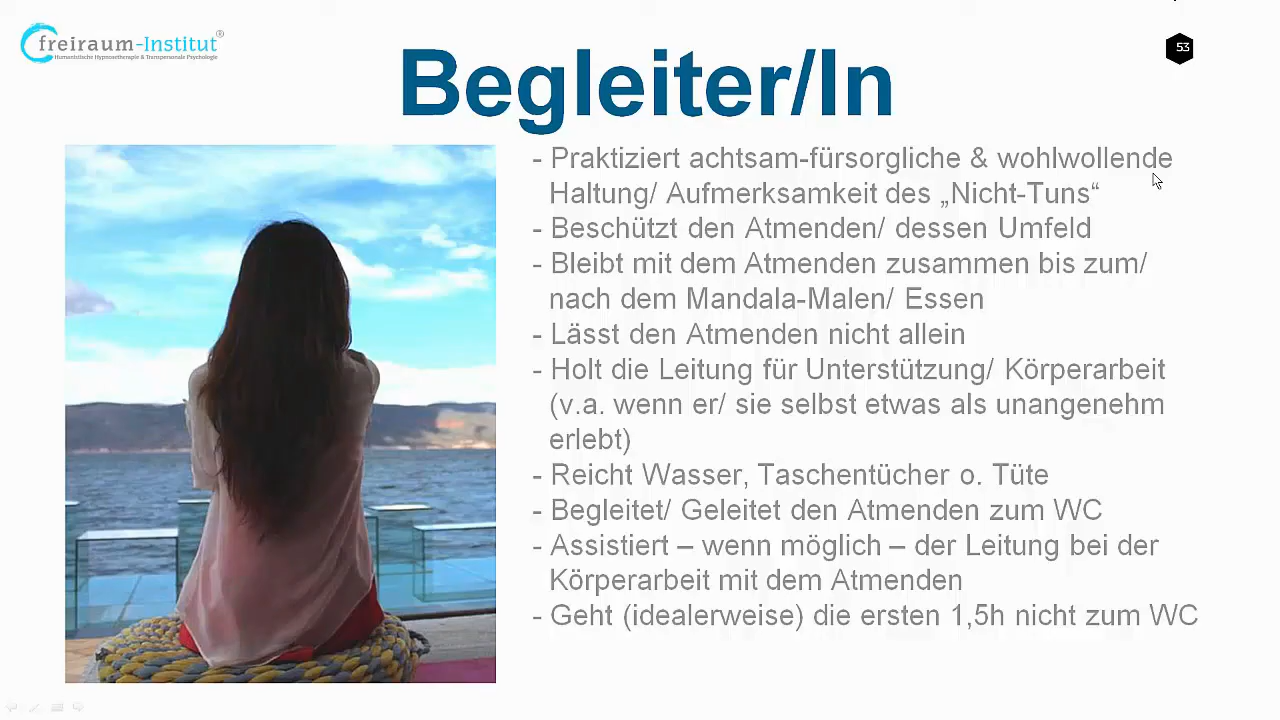 freiraum-Institut®
Humanistische Hypnosetherapie & Transpersonale Psychologie
53
Begleiter/In
- Praktiziert achtsam-fürsorgliche & wohlwollende
Haltung/ Aufmerksamkeit des „Nicht-Tuns“
- Beschützt den Atmenden/ dessen Umfeld
- Bleibt mit dem Atmenden zusammen bis zum/
nach dem Mandala-Malen/ Essen
- Lässt den Atmenden nicht allein
- Holt die Leitung für Unterstützung/ Körperarbeit
(v.a. wenn er/ sie selbst etwas als unangenehm
erlebt)
- Reicht Wasser, Taschentücher o. Tüte
- Begleitet/ Geleitet den Atmenden zum WC
- Assistiert – wenn möglich – der Leitung bei der
Körperarbeit mit dem Atmenden
- Geht (idealerweise) die ersten 1,5h nicht zum WC